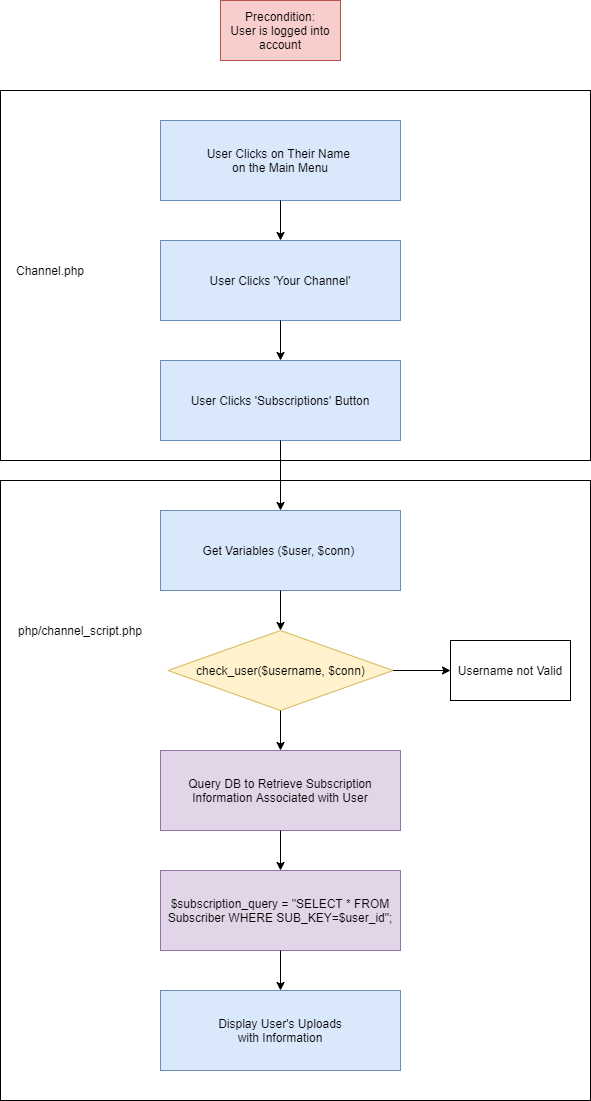 Precondition:
User is logged into
account
User Clicks on Their Name
on the Main Menu
User Clicks 'Your Channel'
Channel.php
User Clicks 'Subscriptions' Button
Get Variables ($user, $conn)
php/channel_script.php
check_user($username, $conn)
Username not Valid
Query DB to Retrieve Subscription
Information Associated with User
$subscription_query = "SELECT * FROM
Subscriber WHERE SUB_KEY=$user_id";
Display User's Uploads
with Information